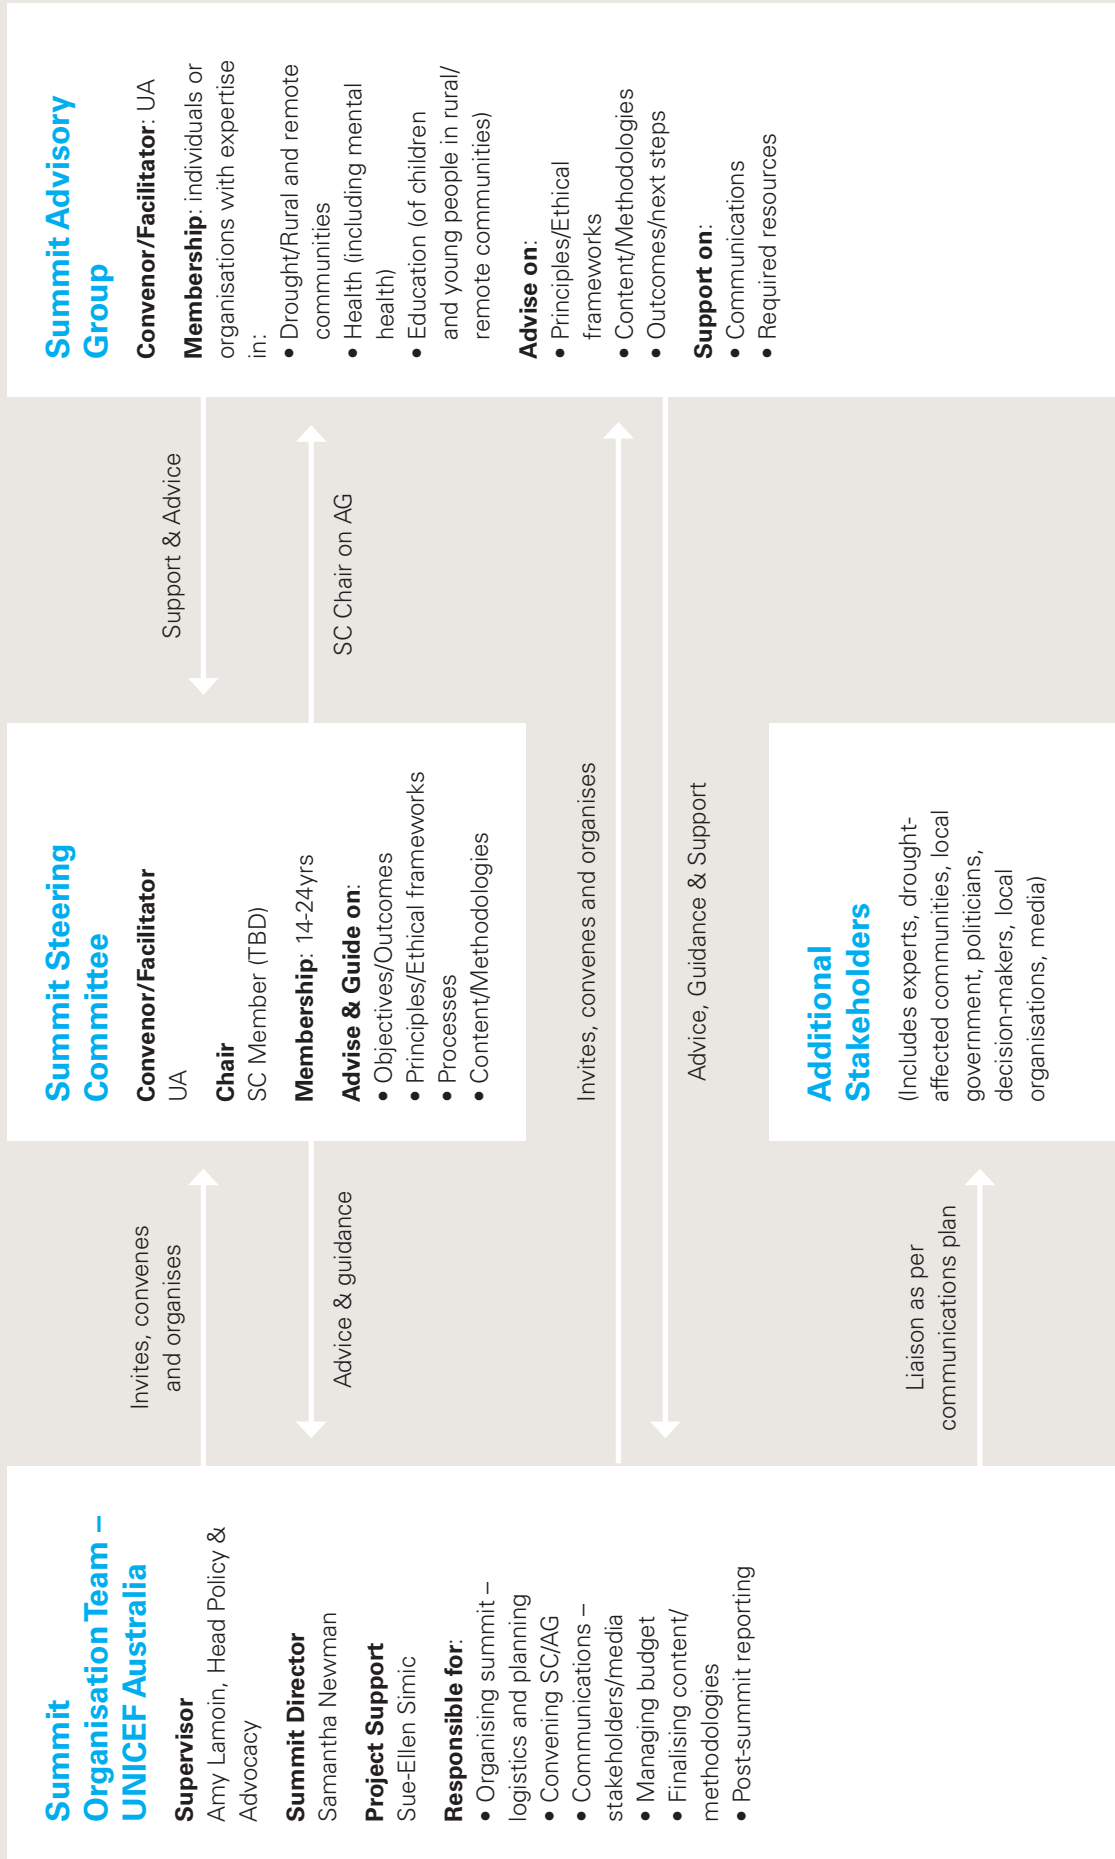 Summit
Organisation Team –
UNICEF Australia
Supervisor
Amy Lamoin, Head Policy &
Advocacy
Summit Director
Samantha Newman
Project Support
Sue-Ellen Simic
Responsible for:
• Organising summit –
logistics and planning
• Convening SC/AG
• Communications –
stakeholders/media
• Managing budget
• Finalising content/
methodologies
• Post-summit reporting
Invites, convenes
and organises
Advice & guidance
Summit Steering
Committee
Convenor/Facilitator
UA
Chair
SC Member (TBD)
Membership: 14-24yrs
Advise & Guide on:
• Objectives/Outcomes
• Principles/Ethical frameworks
• Processes
• Content/Methodologies
Support & Advice
SC Chair on AG
Invites, convenes and organises
Advice, Guidance & Support
Liaison as per
communications plan
Additional
Stakeholders
(Includes experts, drought-
affected communities, local
government, politicians,
decision-makers, local
organisations, media)
Summit Advisory
Group
Convenor/Facilitator: UA
Membership: individuals or
organisations with expertise
in:
• Drought/Rural and remote
communities
• Health (including mental
health)
• Education (of children
and young people in rural/
remote communities)
Advise on:
• Principles/Ethical
frameworks
• Content/Methodologies
• Outcomes/next steps
Support on:
• Communications
• Required resources